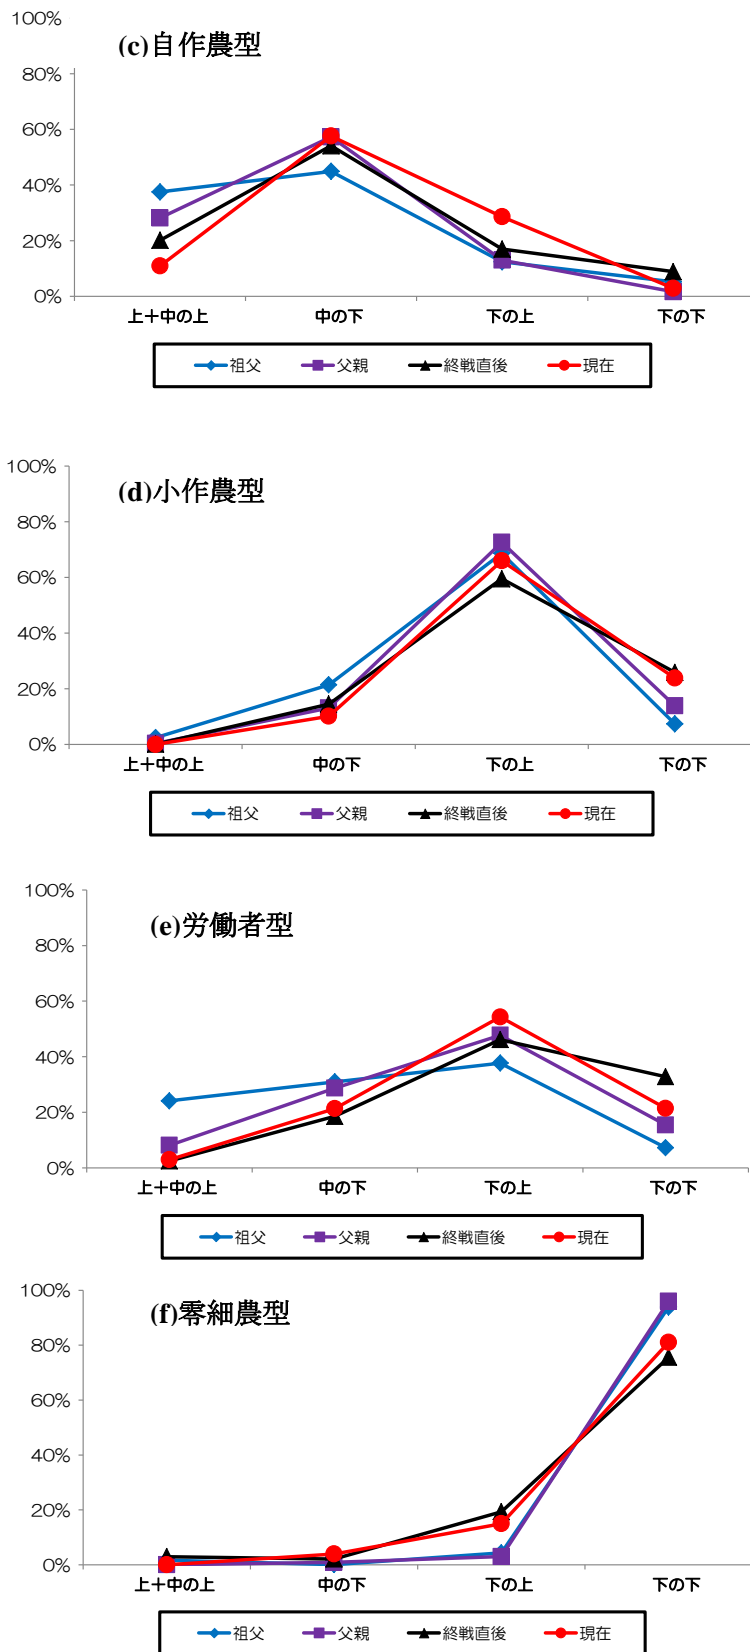 100%
(c)自作農型
80%
60%
40%
20%
0%
上＋中の上 中の下 下の上 下の下
祖父 父親 終戦直後 現在
100%
(d)小作農型
80%
60%
40%
20%
0%
上＋中の上 中の下 下の上 下の下
祖父 父親 終戦直後 現在
100%
(e)労働者型
80%
60%
40%
20%
0%
上＋中の上 中の下 下の上 下の下
祖父 父親 終戦直後 現在
100%
(f)零細農型
80%
60%
40%
20%
0%
上＋中の上 中の下 下の上 下の下
祖父 父親 終戦直後 現在